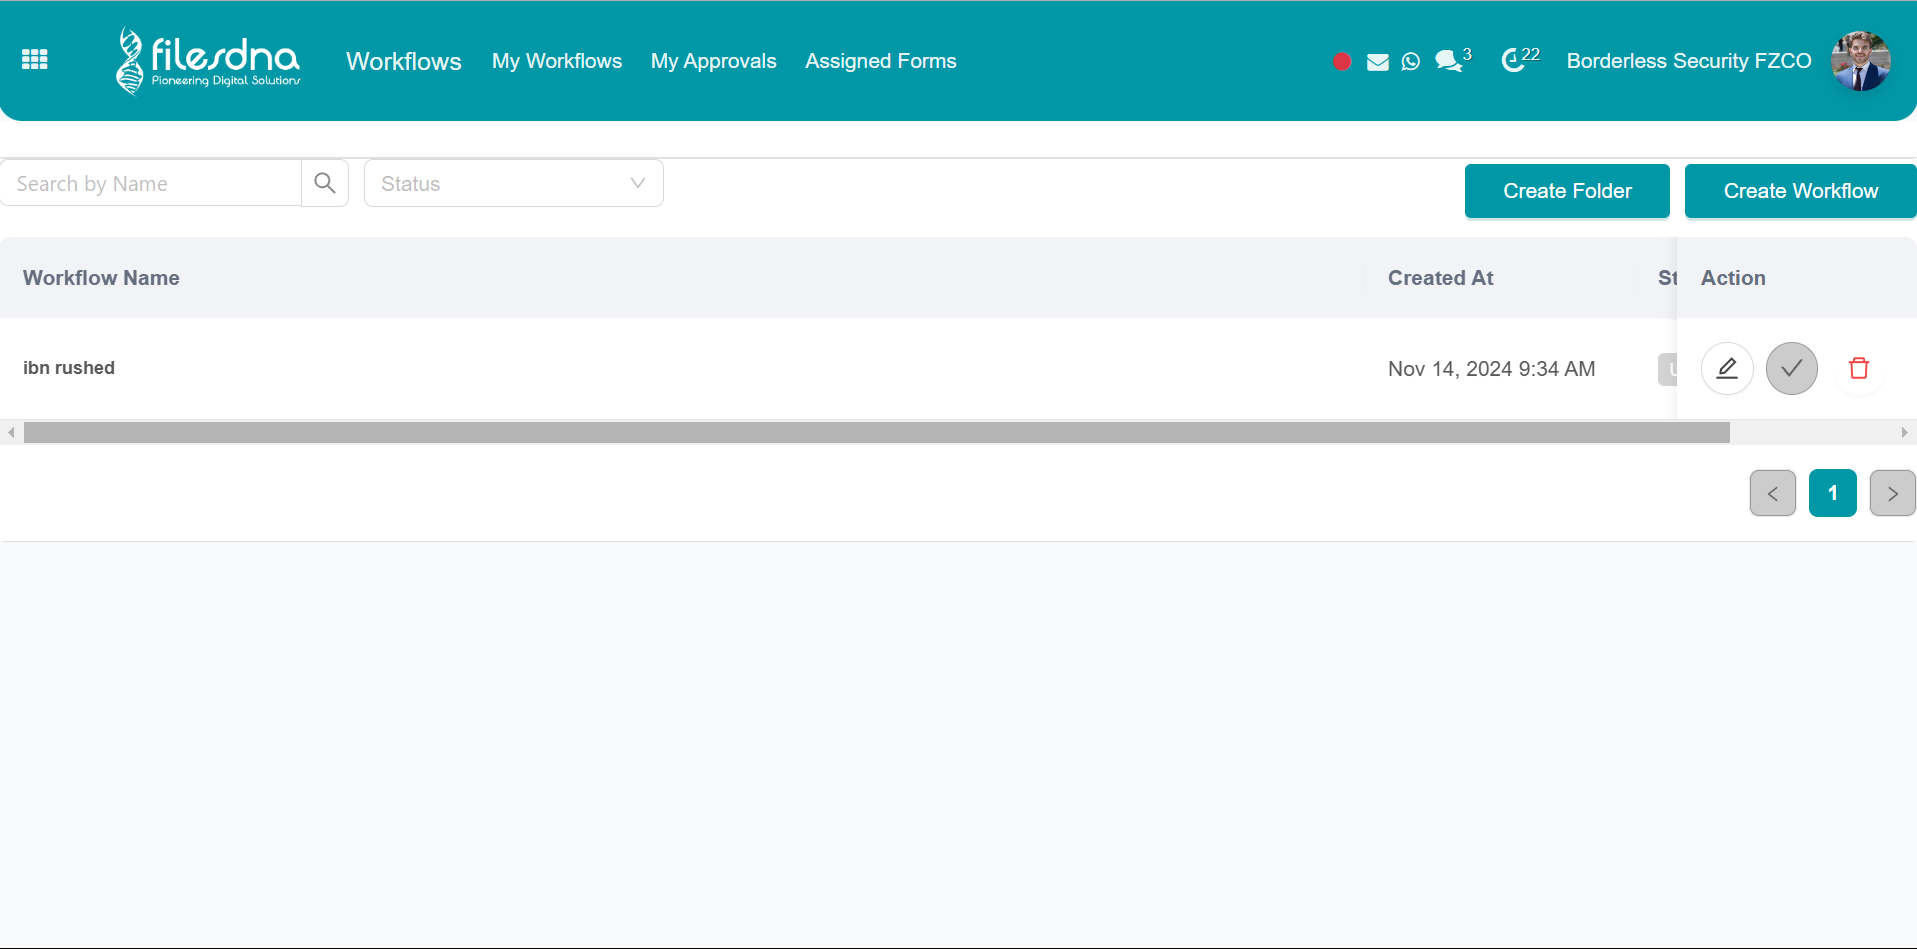 filesdna
Pioneering Digital Solutions
Workflows My Workflows My Approvals Assigned Forms
3 22 Borderless Security FZCO
Search by Name Status Create Folder Create Workflow
Workflow Name Created At St Action
ibn rushed Nov 14, 2024 9:34 AM U
1